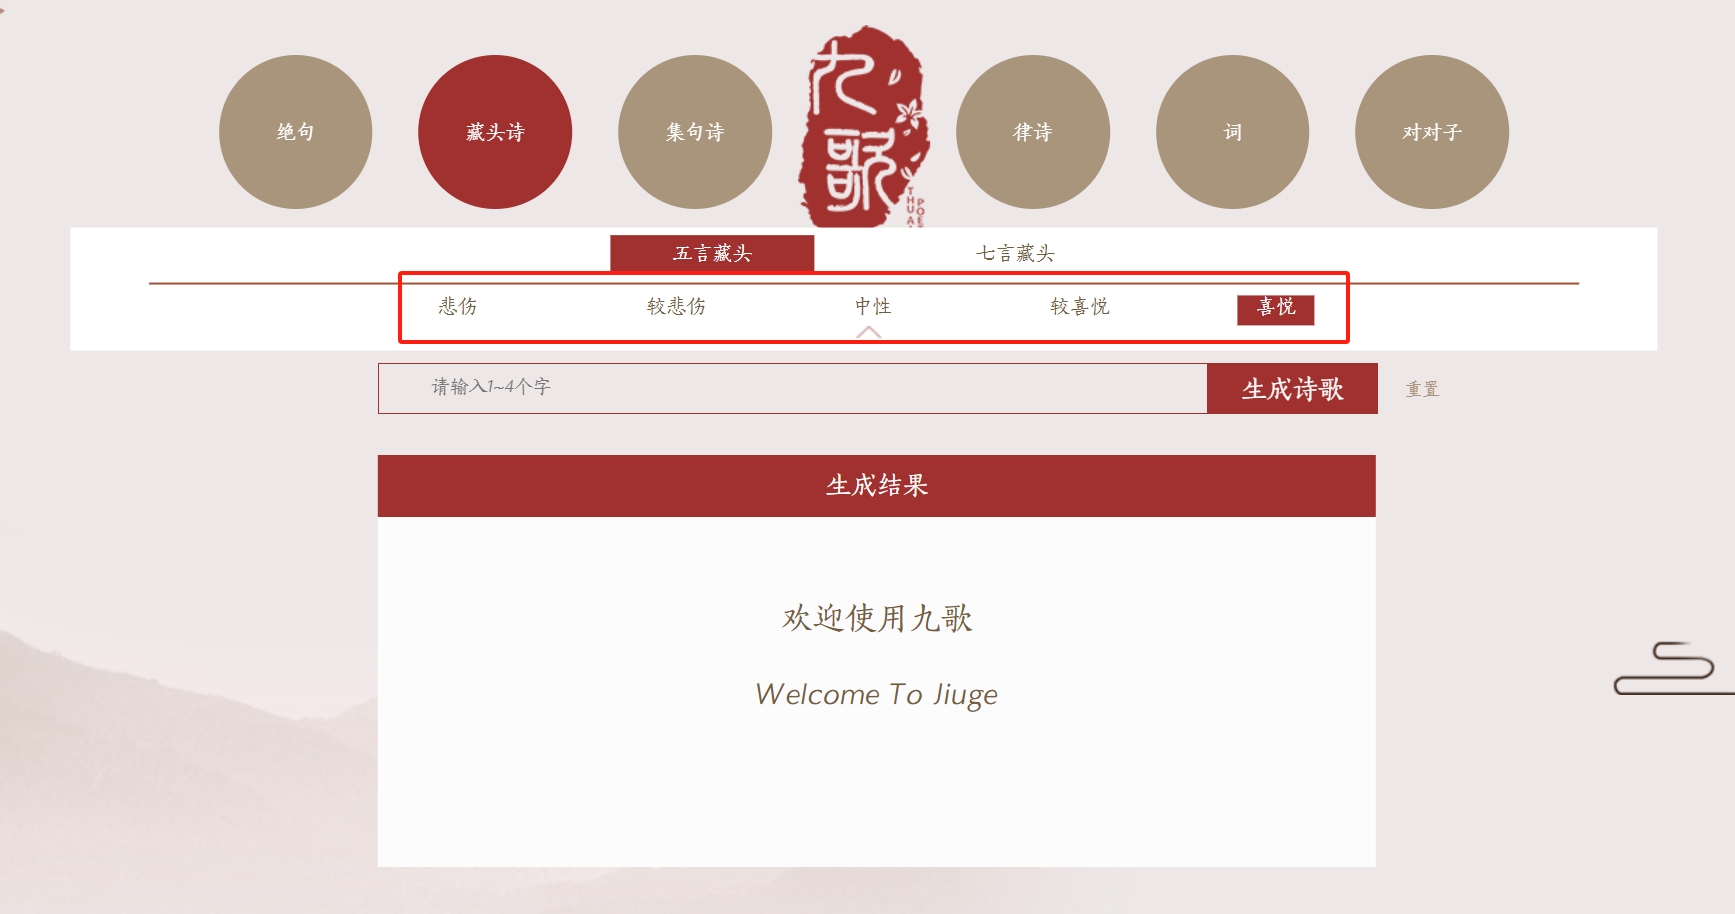 绝句
藏头诗
集句诗
九歌
律诗
词
对对子
五言藏头
七言藏头
悲伤
较悲伤
中性
较喜悦
喜悦
请输入1~4个字
生成诗歌
重置
生成结果
欢迎使用九歌
Welcome To Jiuge